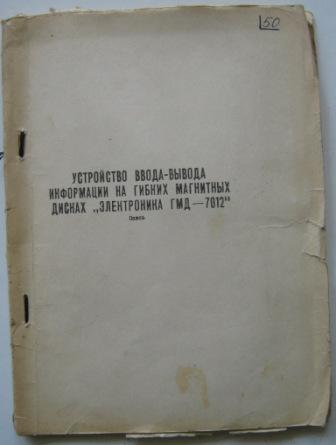 50
УСТРОЙСТВО ВВОДА-ВЫВОДА
ИНФОРМАЦИИ НА ГИБКИХ МАГНИТНЫХ
ДИСКАХ „ЭЛЕКТРОНИКА ГМД—7012"